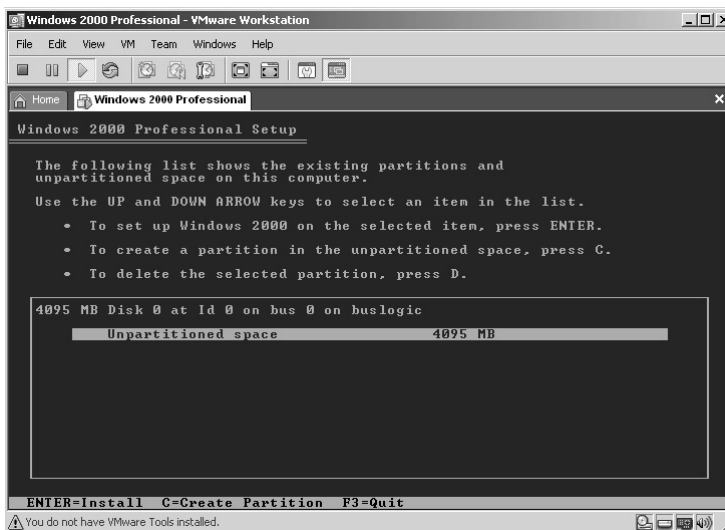 Windows 2000 Professional - VMware Workstation
File Edit View VM Team Windows Help
Home Windows 2000 Professional
Windows 2000 Professional Setup
The following list shows the existing partitions and
unpartitioned space on this computer.
Use the UP and DOWN ARROW keys to select an item in the list.
• To set up Windows 2000 on the selected item, press ENTER.
• To create a partition in the unpartitioned space, press C.
• To delete the selected partition, press D.
4095 MB Disk 0 at Id 0 on bus 0 on buslogic
Unpartitioned space 4095 MB
ENTER=Install C=Create Partition F3=Quit
You do not have VMware Tools installed.